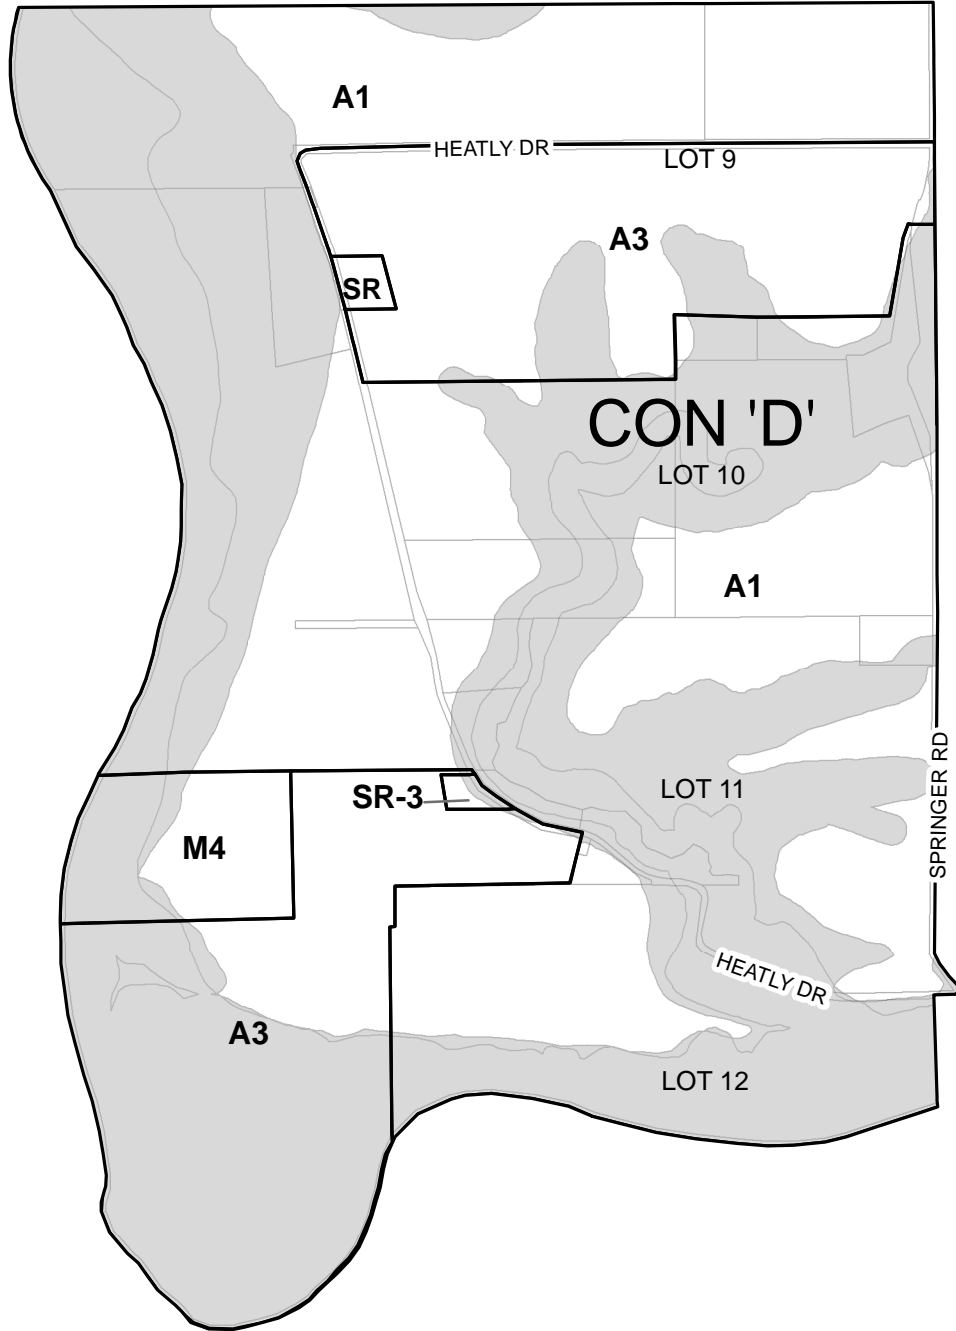 A1
HEATLY DR
LOT 9
A3
SR
CON 'D'
LOT 10
A1
SPRINGER RD
LOT 11
SR-3
M4
HEATLY DR
A3
LOT 12